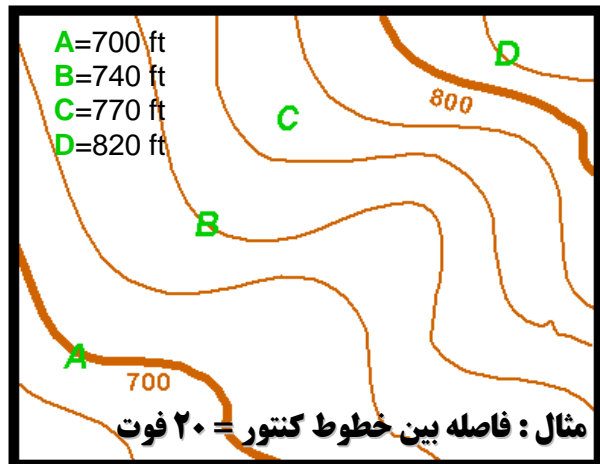 A=700 ft
B=740 ft
C=770 ft
D=820 ft
D
800
C
B
A
700
مثال : فاصله بین خطوط کنتور = ۲۰ فوت